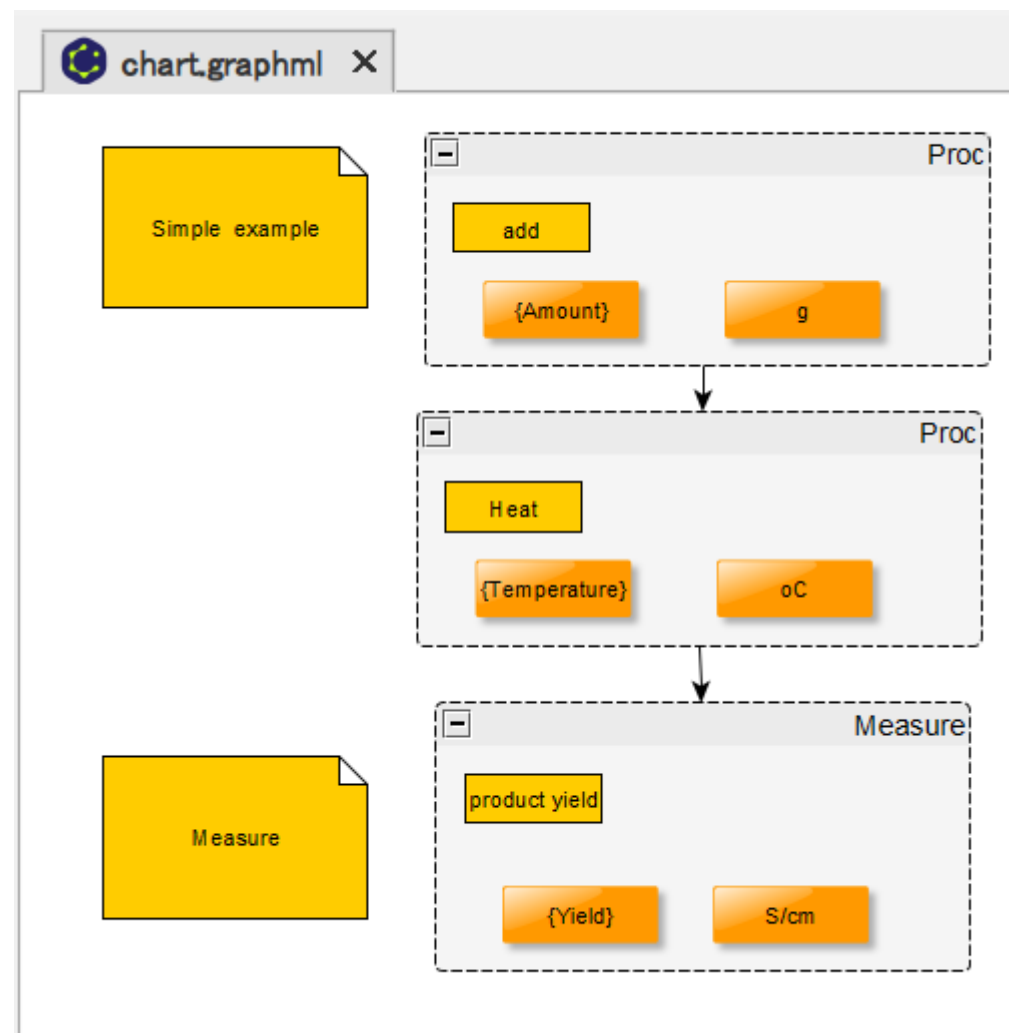 chart.graphml
Simple example
Proc
add
{Amount}
g
Proc
Heat
{Temperature}
oC
Measure
product yield
Measure
{Yield}
S/cm